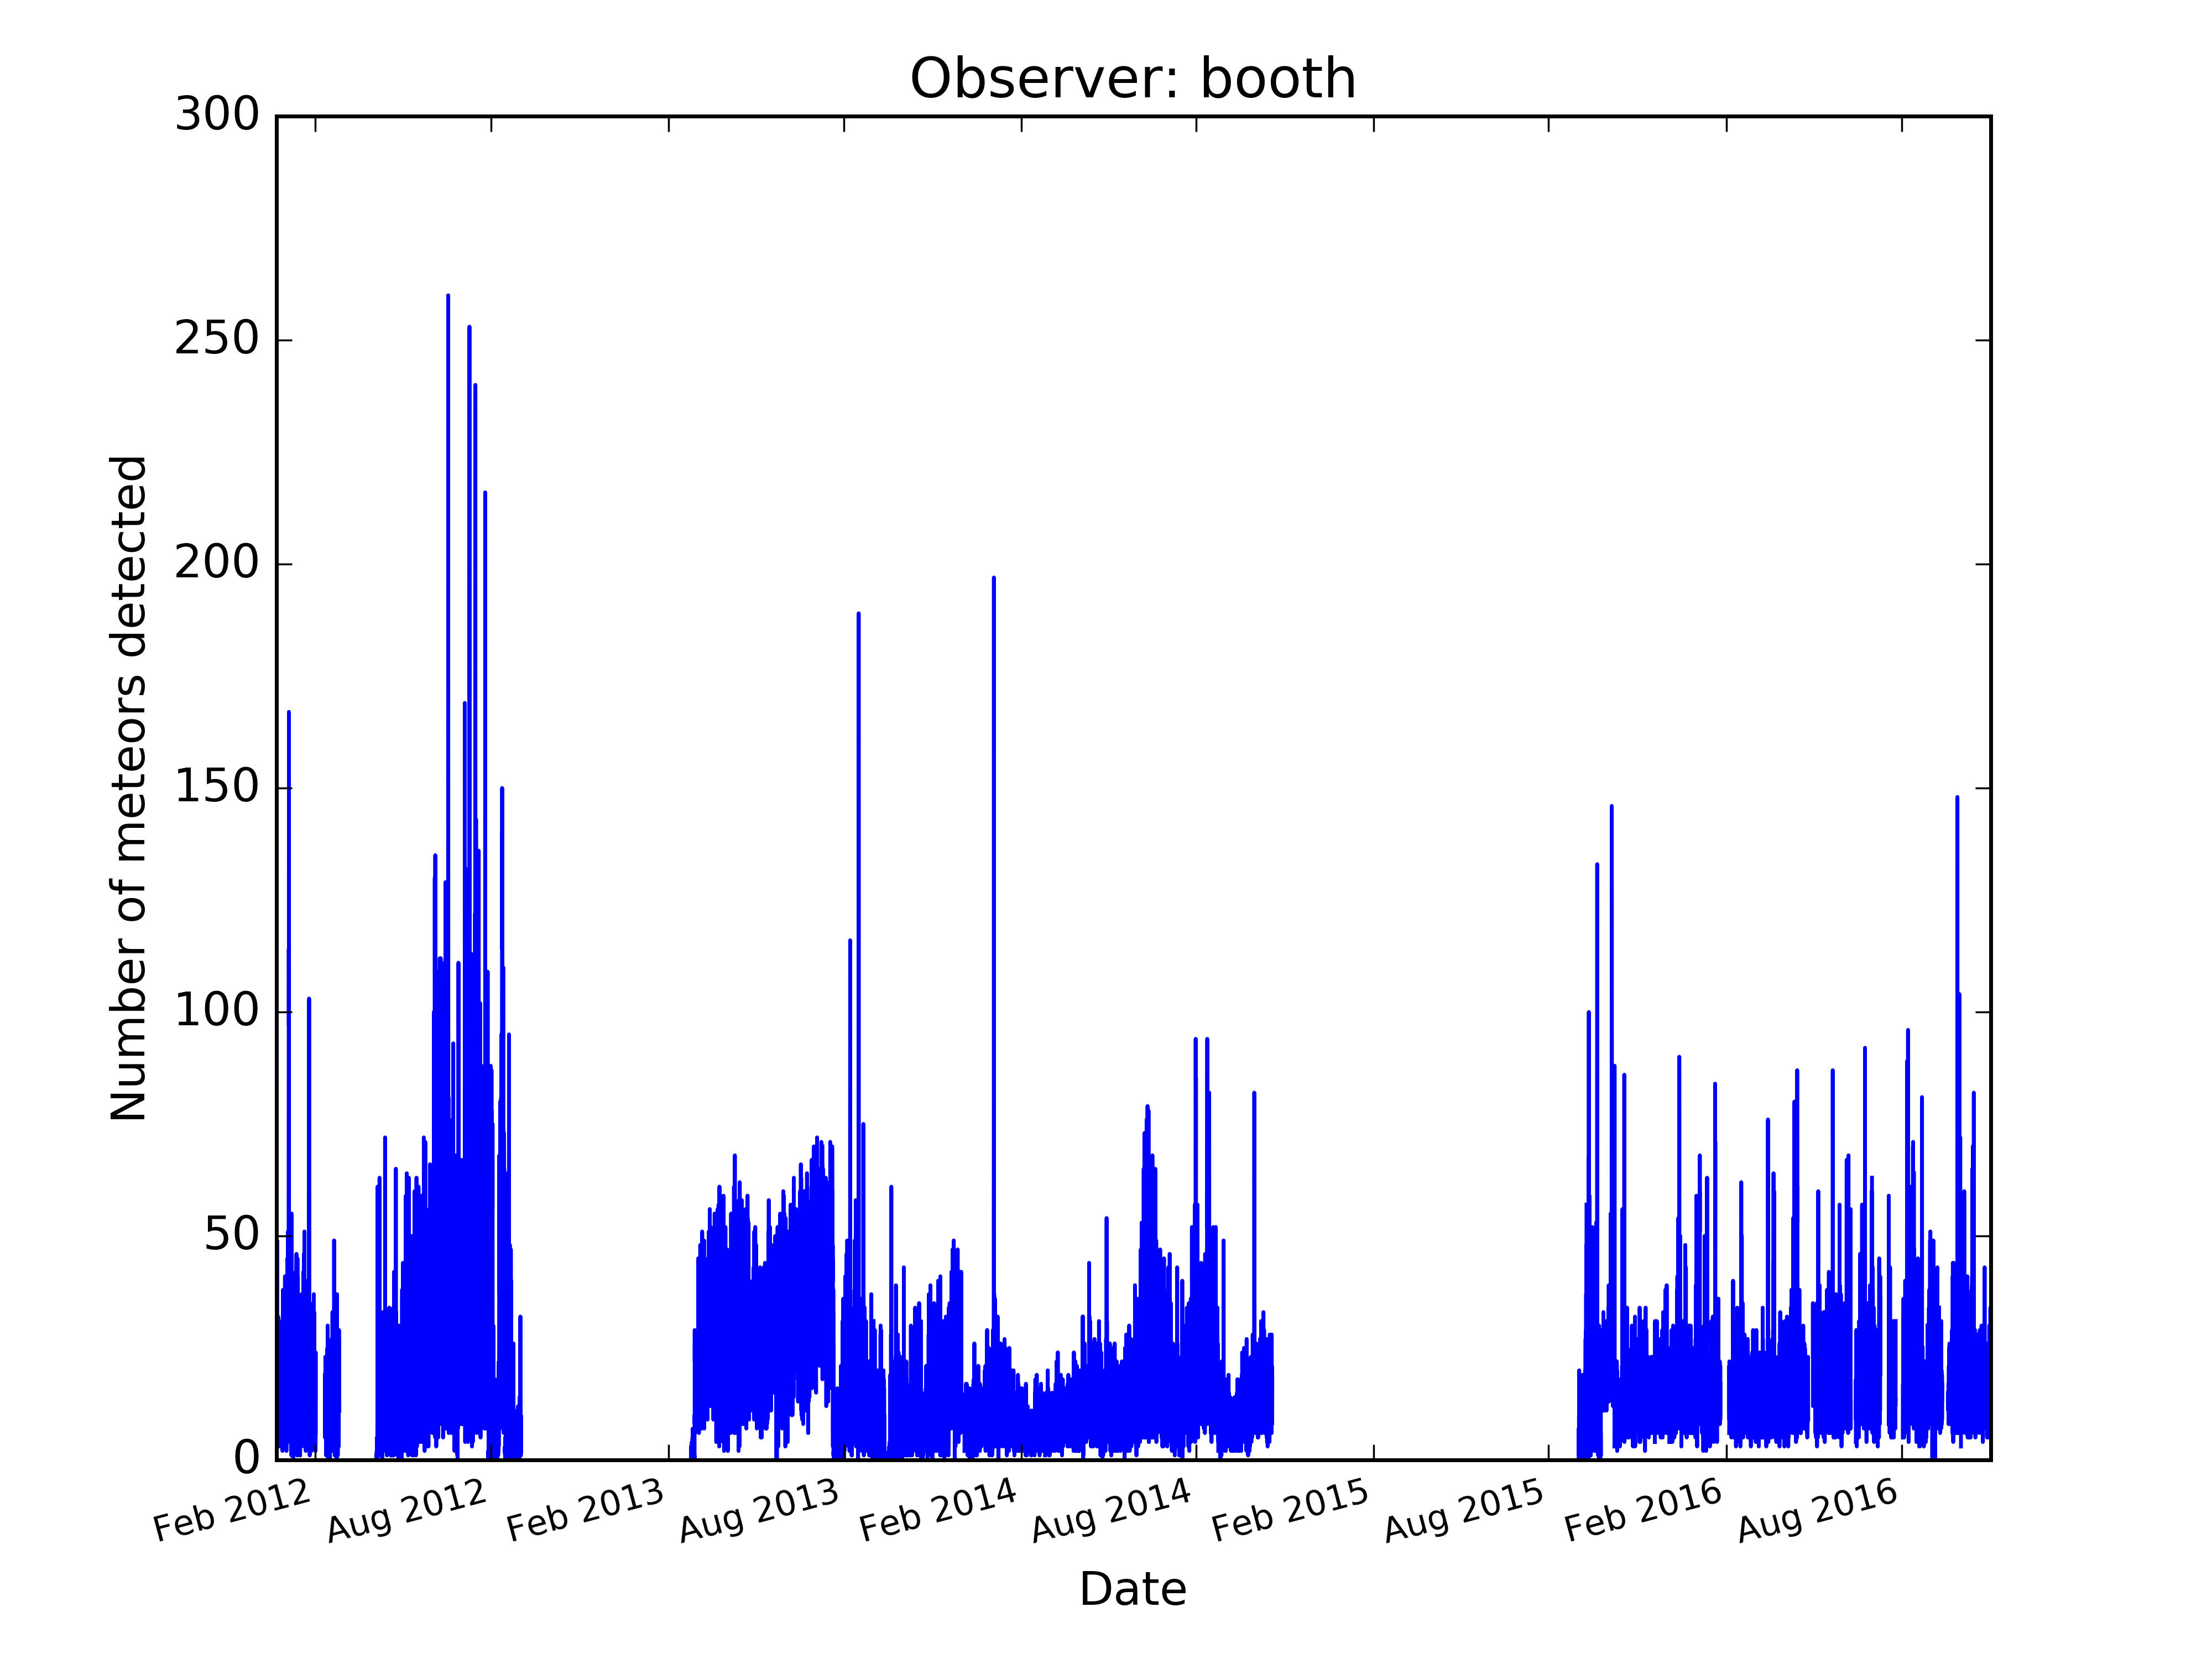 Observer: booth
300
250
200
150
100
50
0
Number of meteors detected
Feb 2012
Aug 2012
Feb 2013
Aug 2013
Feb 2014
Aug 2014
Feb 2015
Aug 2015
Feb 2016
Aug 2016
Date